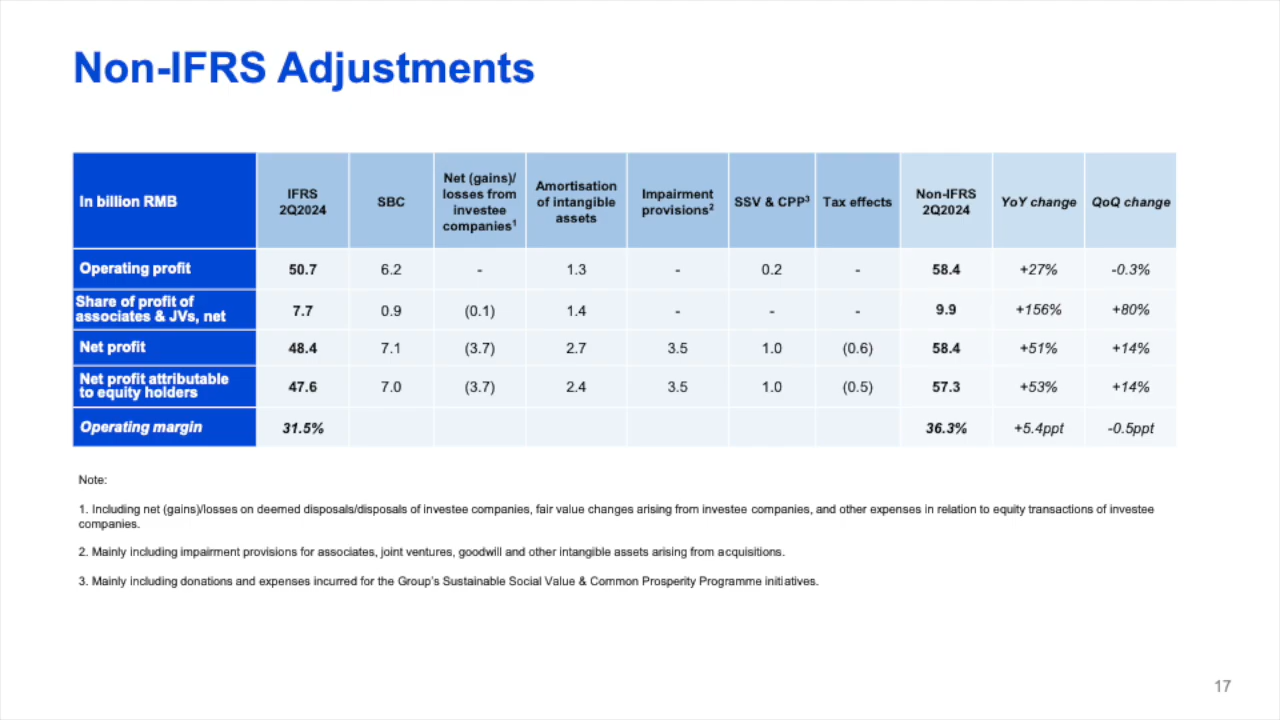 Non-IFRS Adjustments
In billion RMB | IFRS 2Q2024 | SBC | Net (gains)/ losses from investee companies¹ | Amortisation of intangible assets | Impairment provisions² | SSV & CPP³ | Tax effects | Non-IFRS 2Q2024 | YoY change | QoQ change
Operating profit | 50.7 | 6.2 | - | 1.3 | - | 0.2 | - | 58.4 | +27% | -0.3%
Share of profit of associates & JVs, net | 7.7 | 0.9 | (0.1) | 1.4 | - | - | - | 9.9 | +156% | +80%
Net profit | 48.4 | 7.1 | (3.7) | 2.7 | 3.5 | 1.0 | (0.6) | 58.4 | +51% | +14%
Net profit attributable to equity holders | 47.6 | 7.0 | (3.7) | 2.4 | 3.5 | 1.0 | (0.5) | 57.3 | +53% | +14%
Operating margin | 31.5% | 36.3% | +5.4ppt | -0.5ppt
Note:
1. Including net (gains)/losses on deemed disposals/disposals of investee companies, fair value changes arising from investee companies, and other expenses in relation to equity transactions of investee
companies.
2. Mainly including impairment provisions for associates, joint ventures, goodwill and other intangible assets arising from acquisitions.
3. Mainly including donations and expenses incurred for the Group's Sustainable Social Value & Common Prosperity Programme initiatives.
17